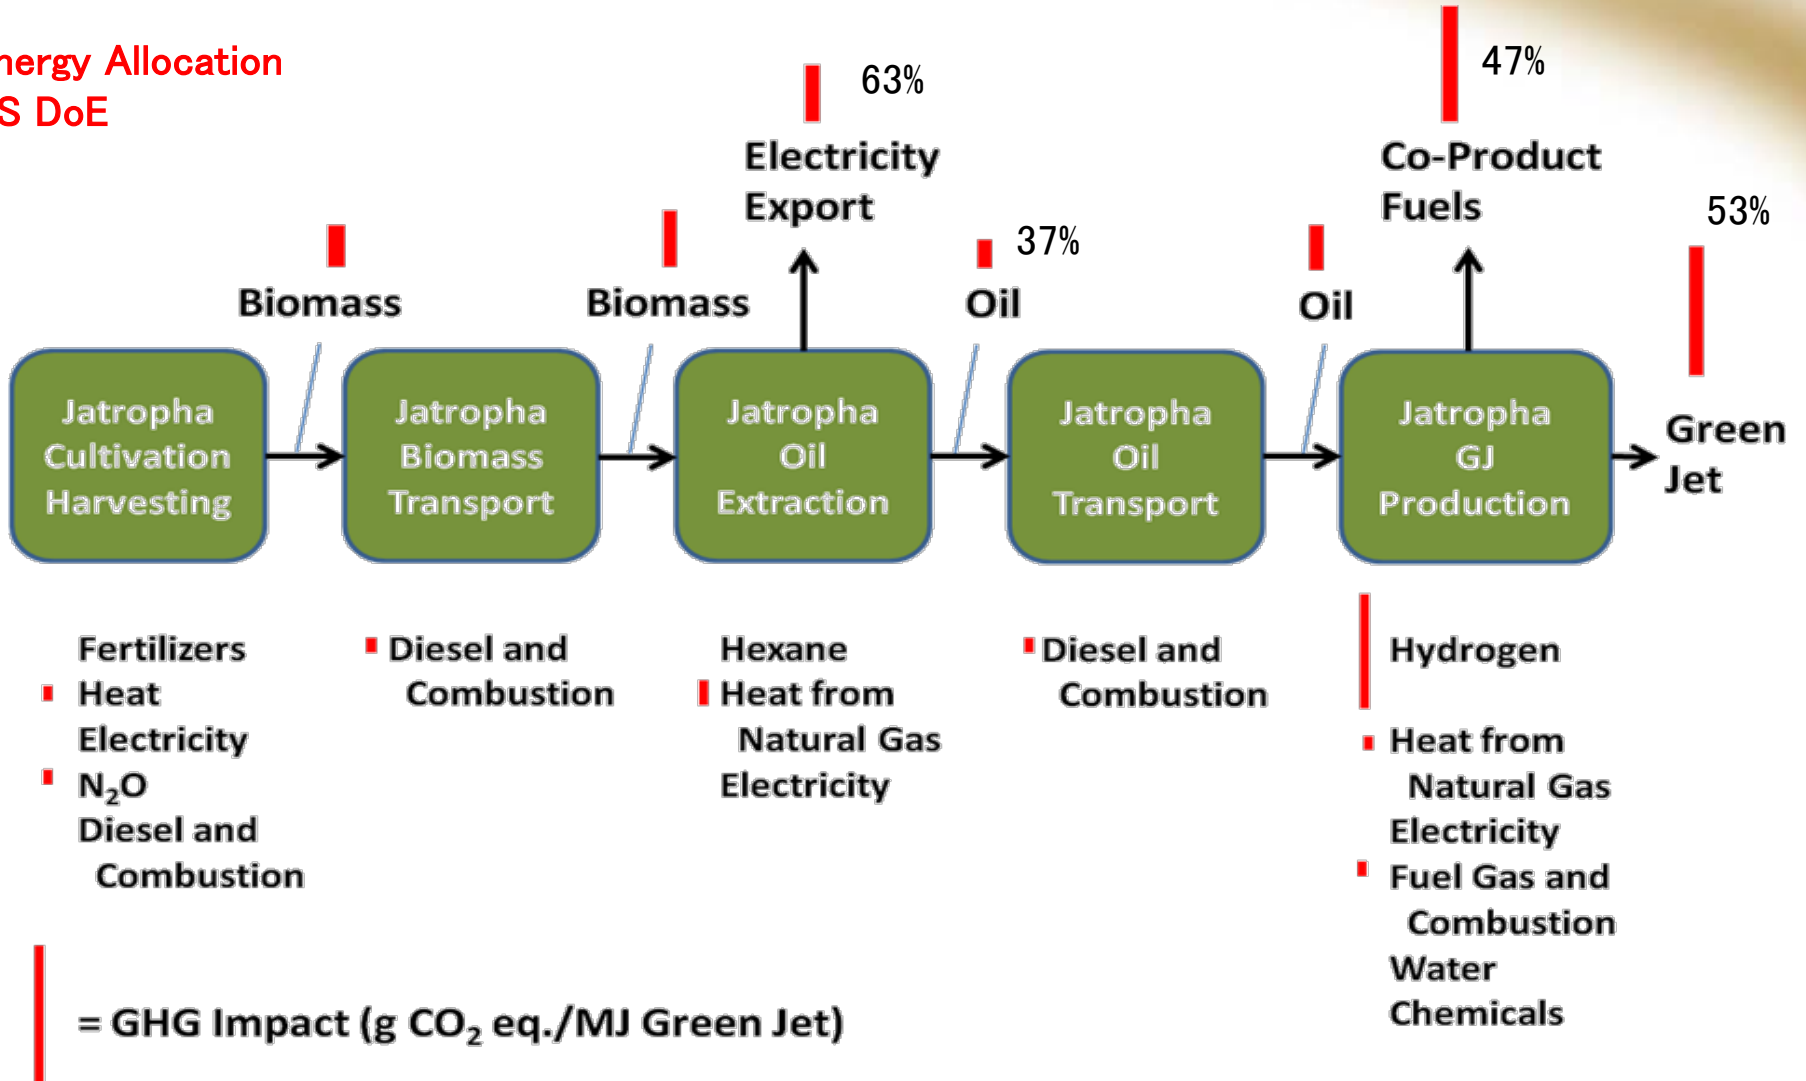 nergy Allocation
S DoE
63%
47%
Electricity
Export
Co-Product
Fuels
53%
37%
Biomass
Biomass
Oil
Oil
Jatropha
Cultivation
Harvesting
Jatropha
Biomass
Transport
Jatropha
Oil
Extraction
Jatropha
Oil
Transport
Jatropha
GJ
Production
Green
Jet
Fertilizers
Heat
Electricity
N₂O
Diesel and
Combustion
Diesel and
Combustion
Hexane
Heat from
Natural Gas
Electricity
Diesel and
Combustion
Hydrogen
Heat from
Natural Gas
Electricity
Fuel Gas and
Combustion
Water
Chemicals
= GHG Impact (g CO₂ eq./MJ Green Jet)